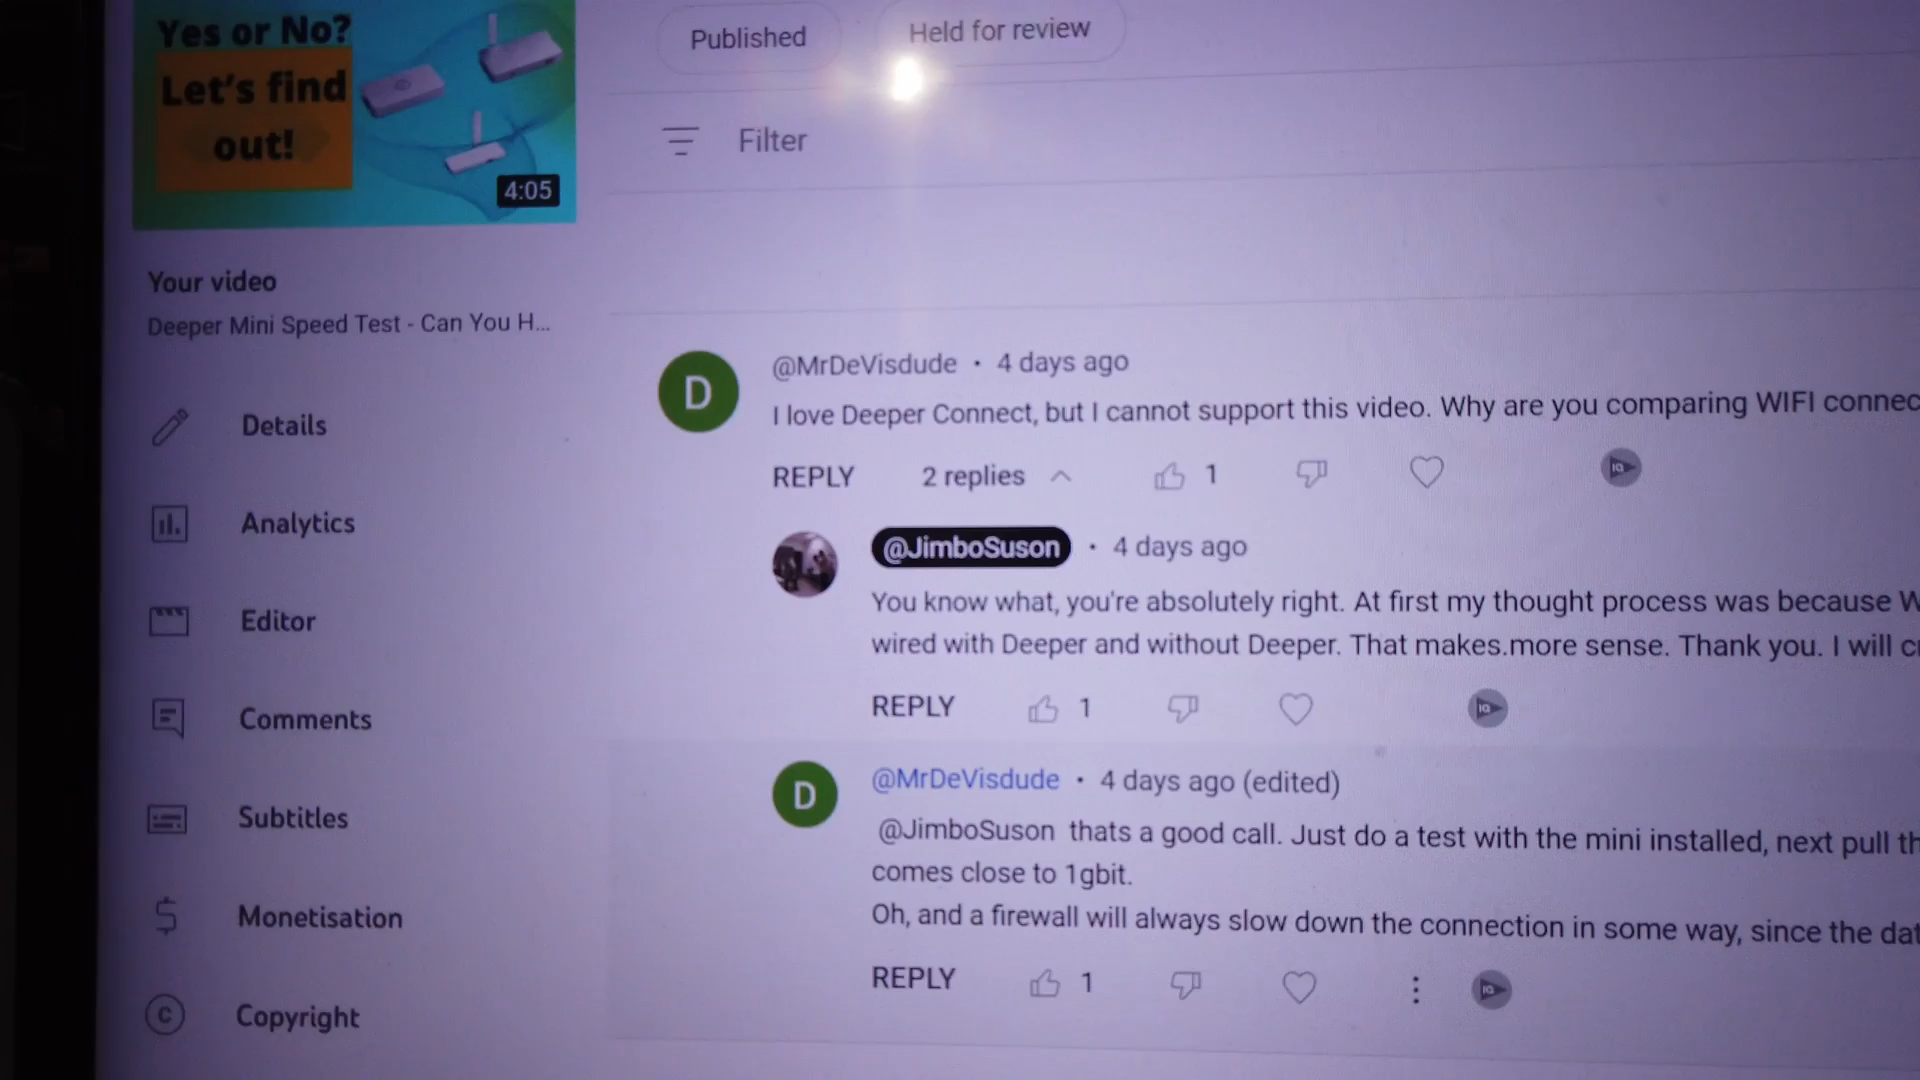 Yes or No?
Let's find
out!
4:05
Published
Held for review
Filter
Your video
Deeper Mini Speed Test - Can You H...
Details
Analytics
Editor
Comments
Subtitles
Monetisation
Copyright
D
@MrDeVisdude • 4 days ago
I love Deeper Connect, but I cannot support this video. Why are you comparing WIFI connec
REPLY 2 replies 1
IQ
@JimboSuson • 4 days ago
You know what, you're absolutely right. At first my thought process was because W
wired with Deeper and without Deeper. That makes.more sense. Thank you. I will c
REPLY 1
IQ
D
@MrDeVisdude • 4 days ago (edited)
@JimboSuson thats a good call. Just do a test with the mini installed, next pull th
comes close to 1gbit.
Oh, and a firewall will always slow down the connection in some way, since the dat
REPLY 1
IQ